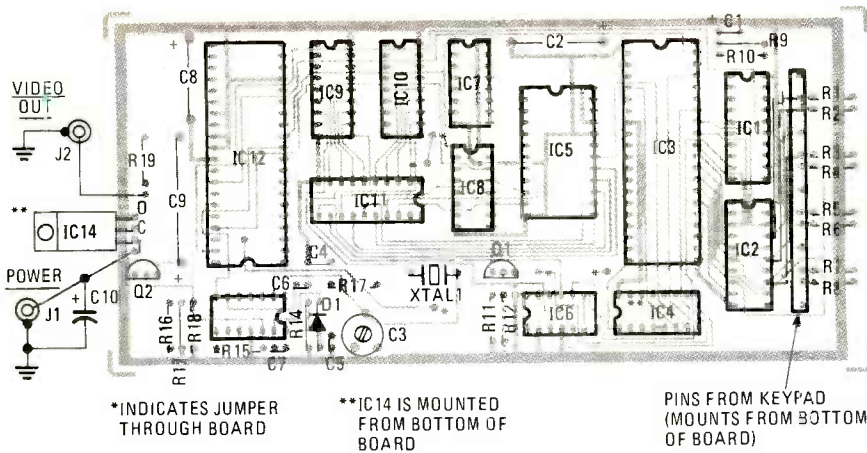 C1
R9
R10
C2
C8
IC9
IC10
IC7
VIDEO
OUT
J2
R19
IC12
IC5
IC3
IC1
R2
C9
IC11
IC8
**
IC14
O
C
I
IC2
R6
POWER
J1
C10
Q2
C4
C6
R17
XTAL1
Q1
R16
R18
R14
D1
C3
R11
R12
IC6
IC4
*R15
C7
C5
*INDICATES JUMPER
THROUGH BOARD
**IC14 IS MOUNTED
FROM BOTTOM OF
BOARD
PINS FROM KEYPAD
(MOUNTS FROM BOTTOM
OF BOARD)